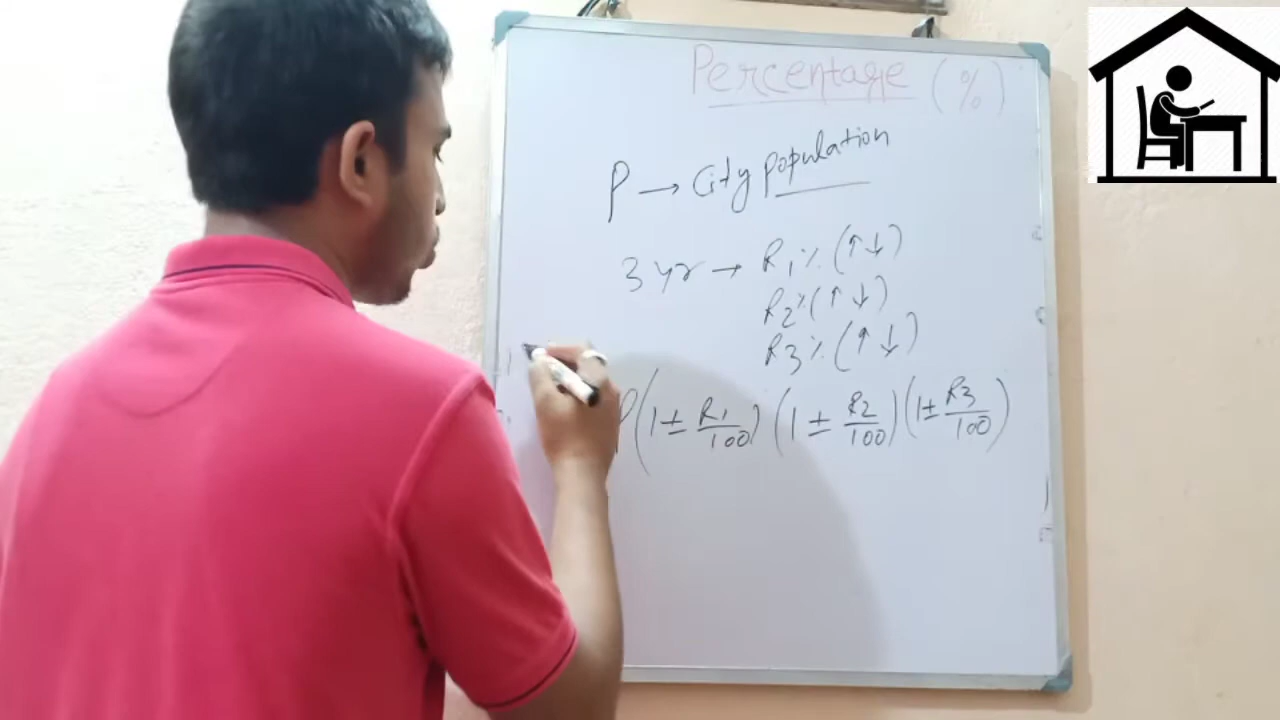 Percentage (%)
P → City population
3 yr → R1% (↑↓)
R2% (↑↓)
R3% (↑↓)
P(1± R1/100) (1 ± R2/100) (1± R3/100)